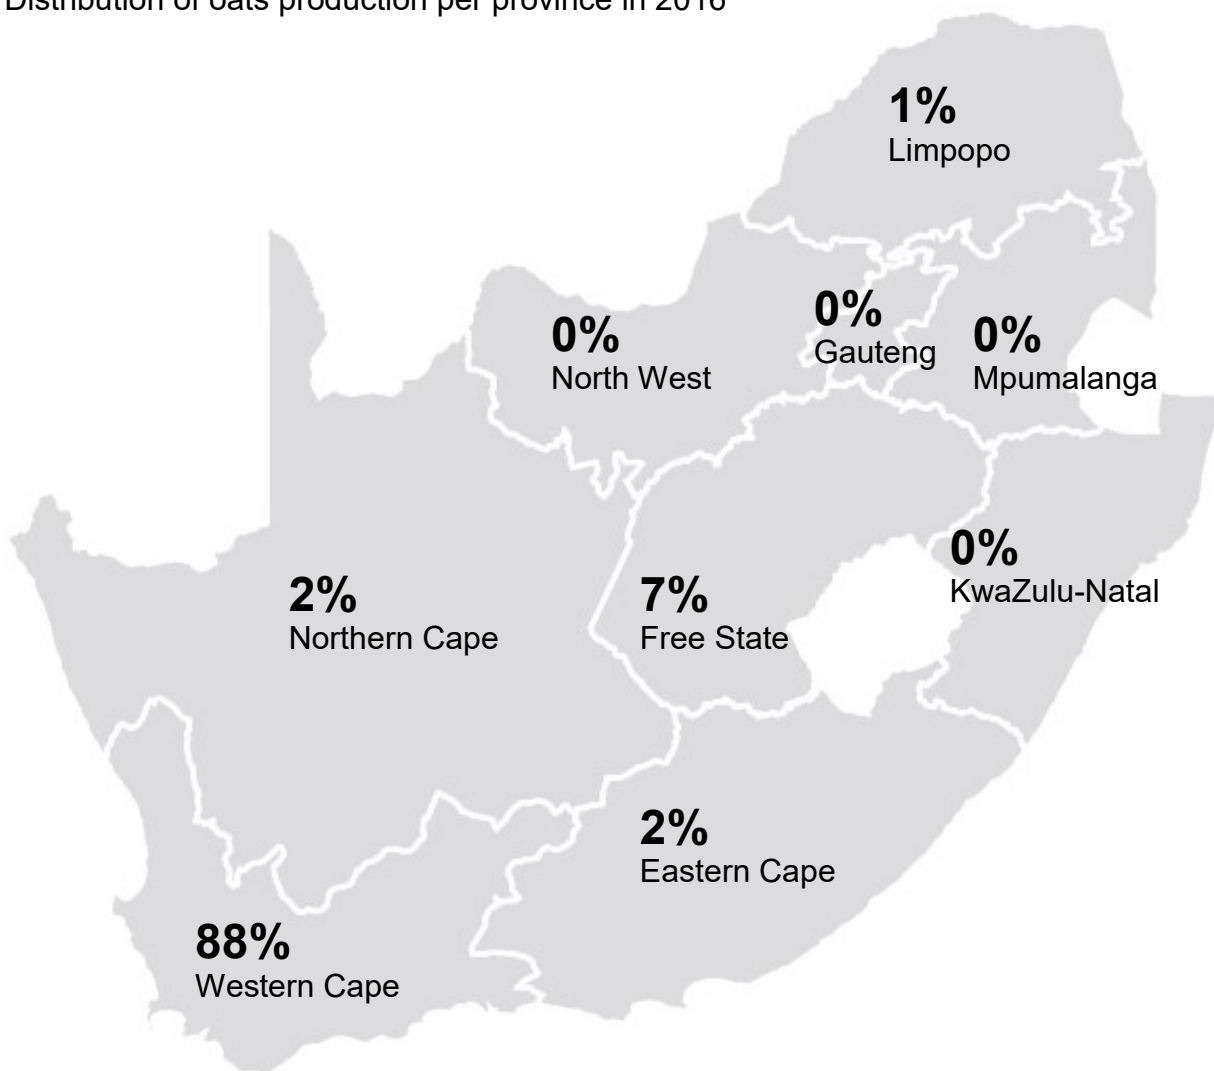 Distribution of oats production per province in 2016
1%
Limpopo
0%
Gauteng
0%
North West
0%
Mpumalanga
0%
KwaZulu-Natal
2%
Northern Cape
7%
Free State
2%
Eastern Cape
88%
Western Cape